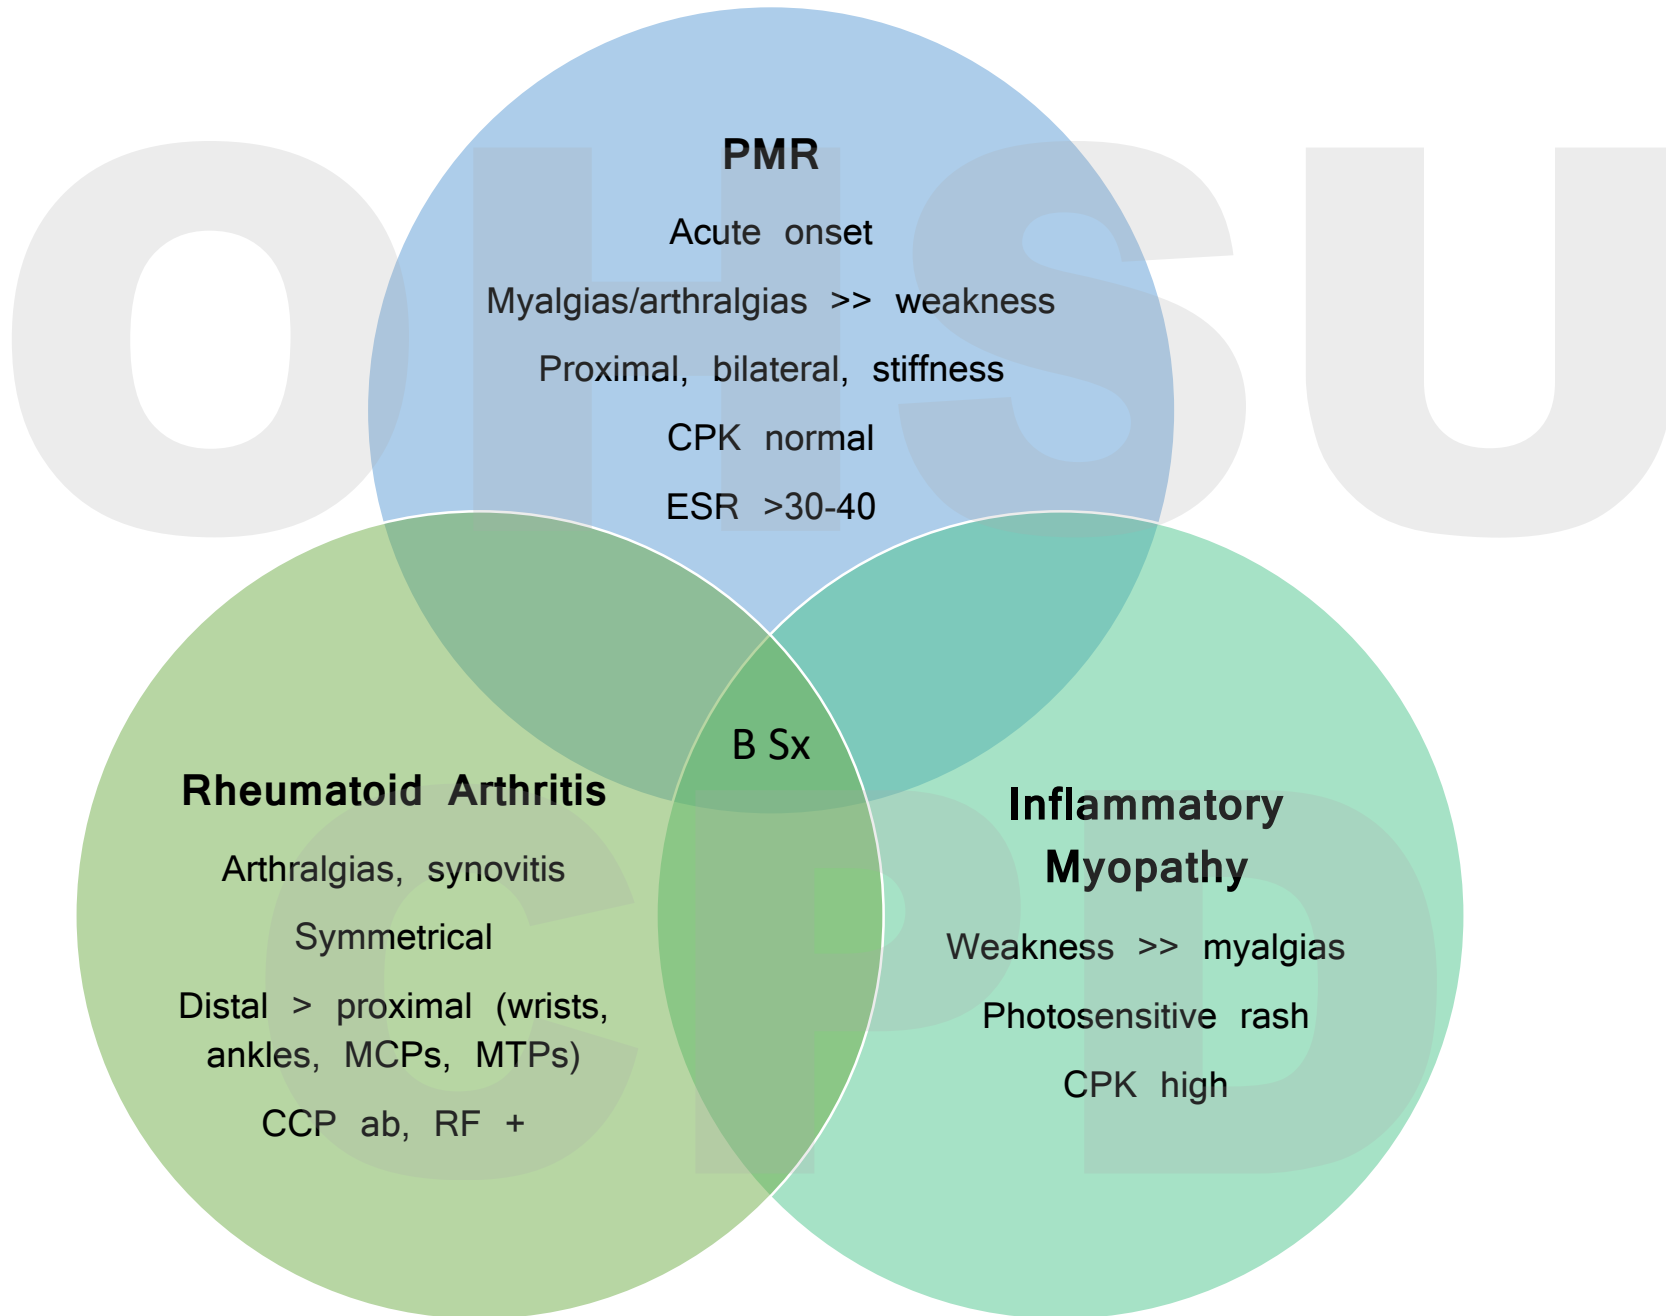 OHSU
PMR
Acute onset
Myalgias/arthralgias >> weakness
Proximal, bilateral, stiffness
CPK normal
ESR >30-40
B Sx
Rheumatoid Arthritis
Arthralgias, synovitis
Symmetrical
Distal > proximal (wrists,
ankles, MCPs, MTPs)
CCP ab, RF +
Inflammatory
Myopathy
Weakness >> myalgias
Photosensitive rash
CPK high
CPD